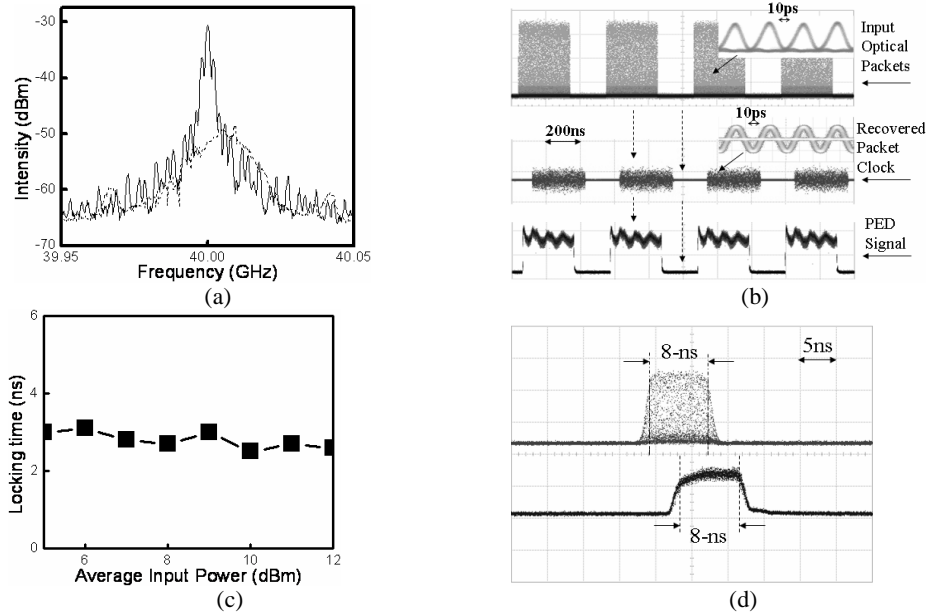 (a)
-30
-40
-50
-60
-70
Intensity (dBm)
39.95
40.00
40.05
Frequency (GHz)
(b)
10ps
Input
Optical
Packets
200ns
10ps
Recovered
Packet
Clock
PED
Signal
(a)
(b)
6
4
2
0
Locking time (ns)
6
8
10
12
Average Input Power (dBm)
8-ns
5ns
8-ns
(c)
(d)